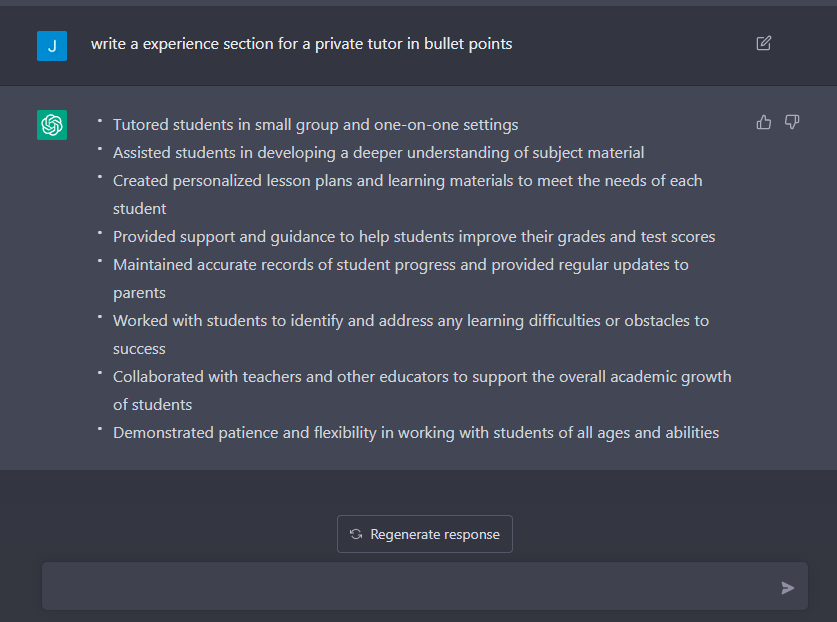 J
write a experience section for a private tutor in bullet points
• Tutored students in small group and one-on-one settings
• Assisted students in developing a deeper understanding of subject material
• Created personalized lesson plans and learning materials to meet the needs of each
student
• Provided support and guidance to help students improve their grades and test scores
• Maintained accurate records of student progress and provided regular updates to
parents
• Worked with students to identify and address any learning difficulties or obstacles to
success
• Collaborated with teachers and other educators to support the overall academic growth
of students
• Demonstrated patience and flexibility in working with students of all ages and abilities
Regenerate response